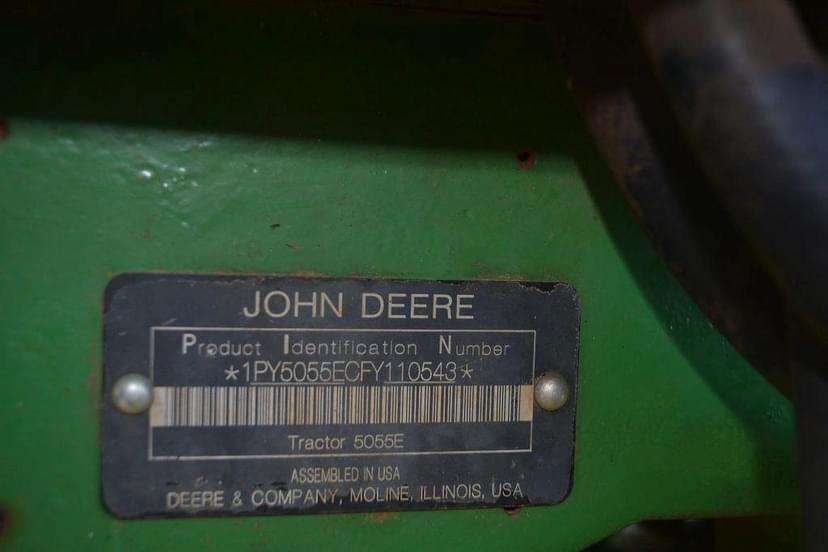 JOHN DEERE
Product Identification Number
*1PY5055ECFY110543*
Tractor 5055E
ASSEMBLED IN USA
DEERE & COMPANY, MOLINE, ILLINOIS, USA